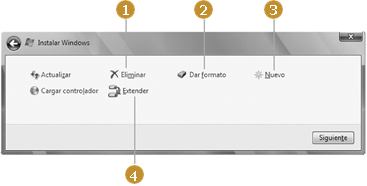 1 2 3
Instalar Windows
Actualizar Eliminar Dar formato Nuevo
Cargar controlador Extender
Siguiente
4